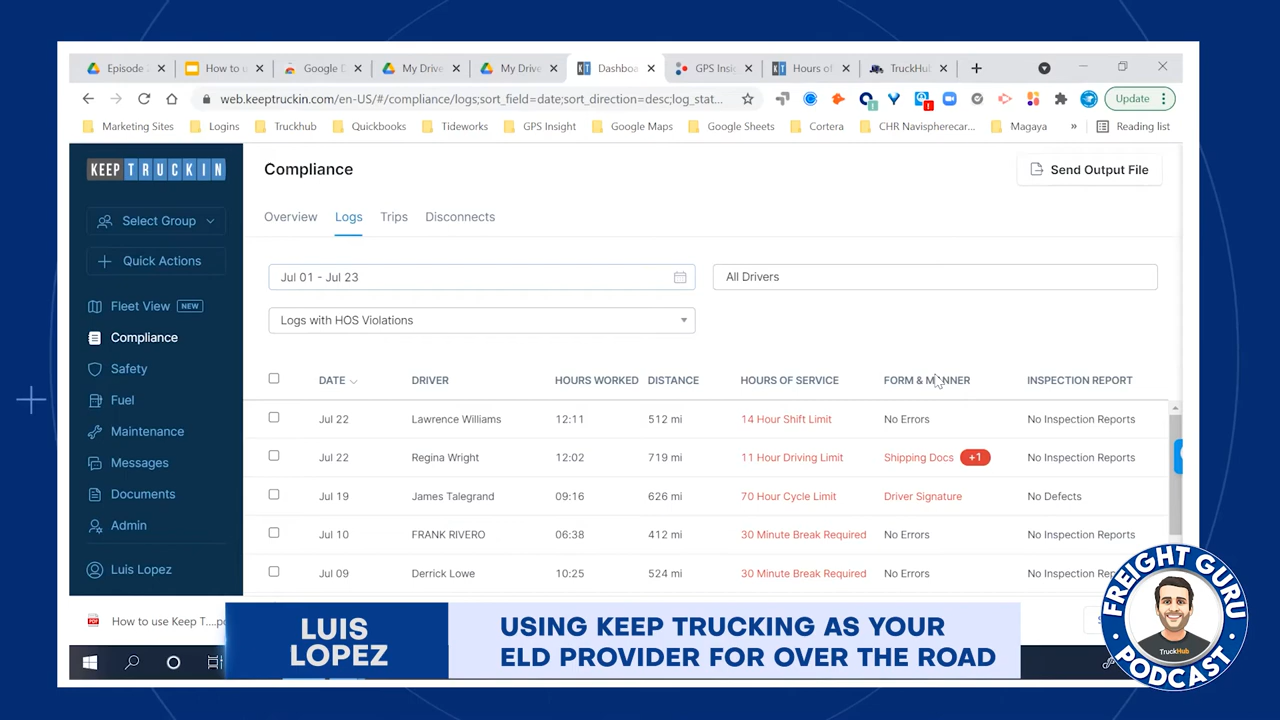 Episode
How to u
Google D
My Drive
My Drive
Dashboa
GPS Insig
Hours of
TruckHub
web.keeptruckin.com/en-US/#/compliance/logs;sort_field=date;sort_direction=desc;log_stat...
Update
Marketing Sites
Logins
Truckhub
Quickbooks
Tideworks
GPS Insight
Google Maps
Google Sheets
Cortera
CHR Navispherecar...
Magaya
»
Reading list
KEEP TRUCKIN
Select Group
Quick Actions
Fleet View NEW
Compliance
Safety
Fuel
Maintenance
Messages
Documents
Admin
Luis Lopez
Compliance
Send Output File
Overview Logs Trips Disconnects
Jul 01 - Jul 23
All Drivers
Logs with HOS Violations
DATE DRIVER HOURS WORKED DISTANCE HOURS OF SERVICE FORM & MANNER INSPECTION REPORT
Jul 22 Lawrence Williams 12:11 512 mi 14 Hour Shift Limit No Errors No Inspection Reports
Jul 22 Regina Wright 12:02 719 mi 11 Hour Driving Limit Shipping Docs +1 No Inspection Reports
Jul 19 James Talegrand 09:16 626 mi 70 Hour Cycle Limit Driver Signature No Defects
Jul 10 FRANK RIVERO 06:38 412 mi 30 Minute Break Required No Errors No Inspection Reports
Jul 09 Derrick Lowe 10:25 524 mi 30 Minute Break Required No Errors No Inspection Rep
How to use Keep T....pd
LUIS
LOPEZ
USING KEEP TRUCKING AS YOUR
ELD PROVIDER FOR OVER THE ROAD
FREIGHT GURU
TruckHub
PODCAST